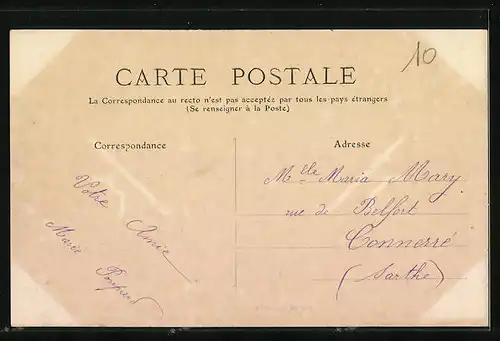 10
CARTE POSTALE
La Correspondance au recto n'est pas acceptée par tous les pays étrangers
(Se renseigner à la Poste)
Correspondance
Adresse
Votre Amie
Marie
Mlle Maria Mary
rue de Belfort
Connerré
(Sarthe)